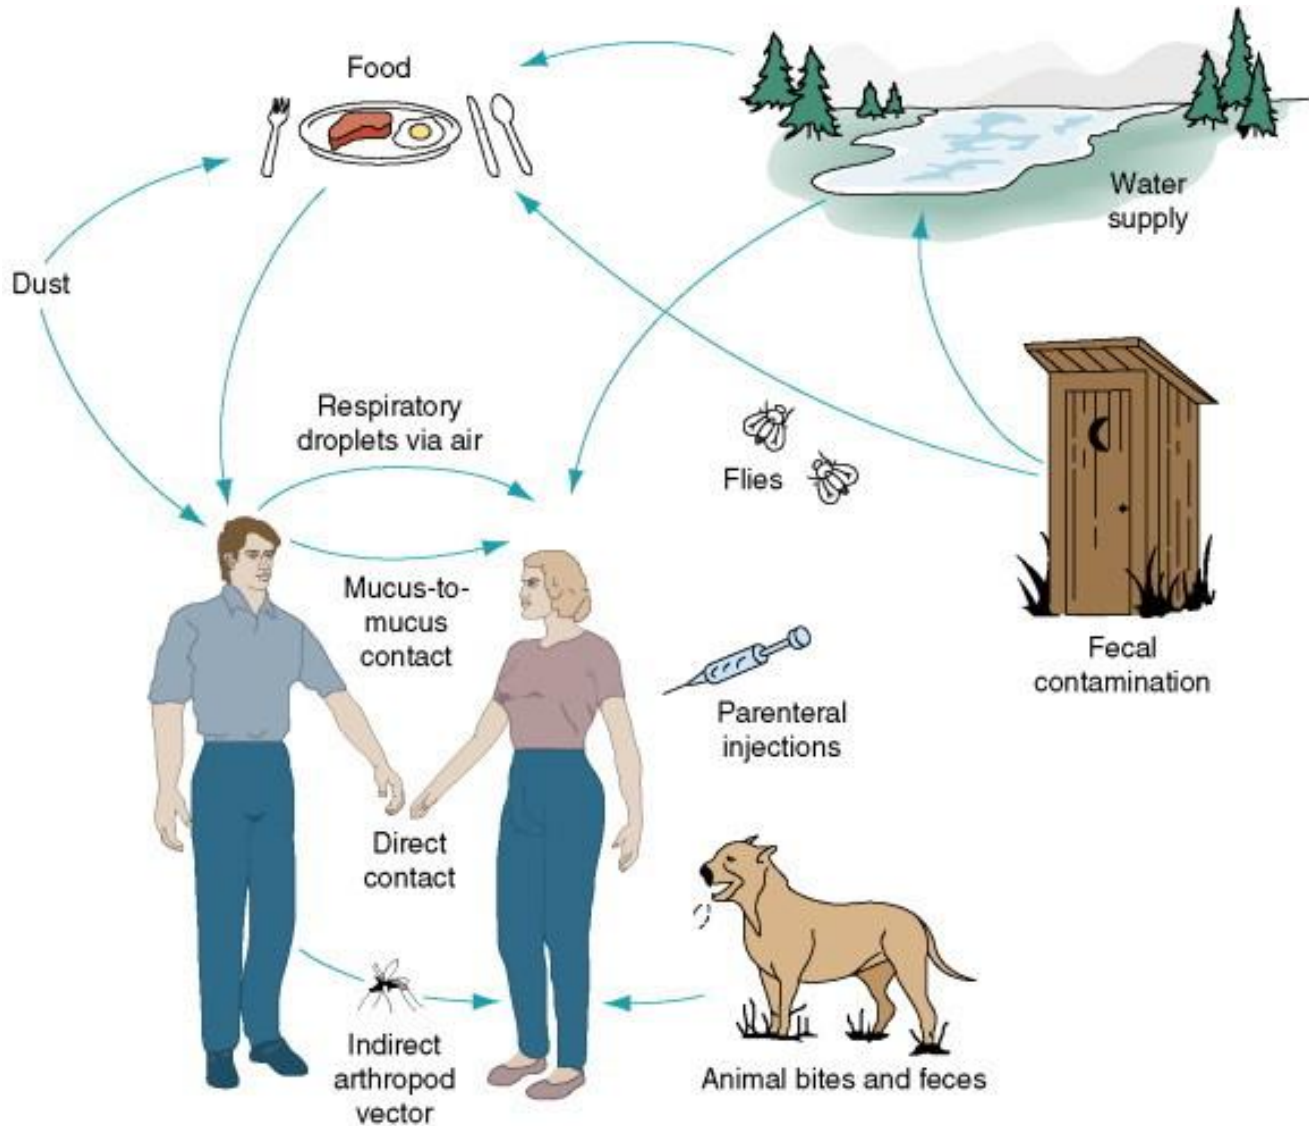 Food
Water
supply
Dust
Respiratory
droplets via air
Flies
Mucus-to-
mucus
contact
Fecal
contamination
Parenteral
injections
Direct
contact
Indirect
arthropod
vector
Animal bites and feces